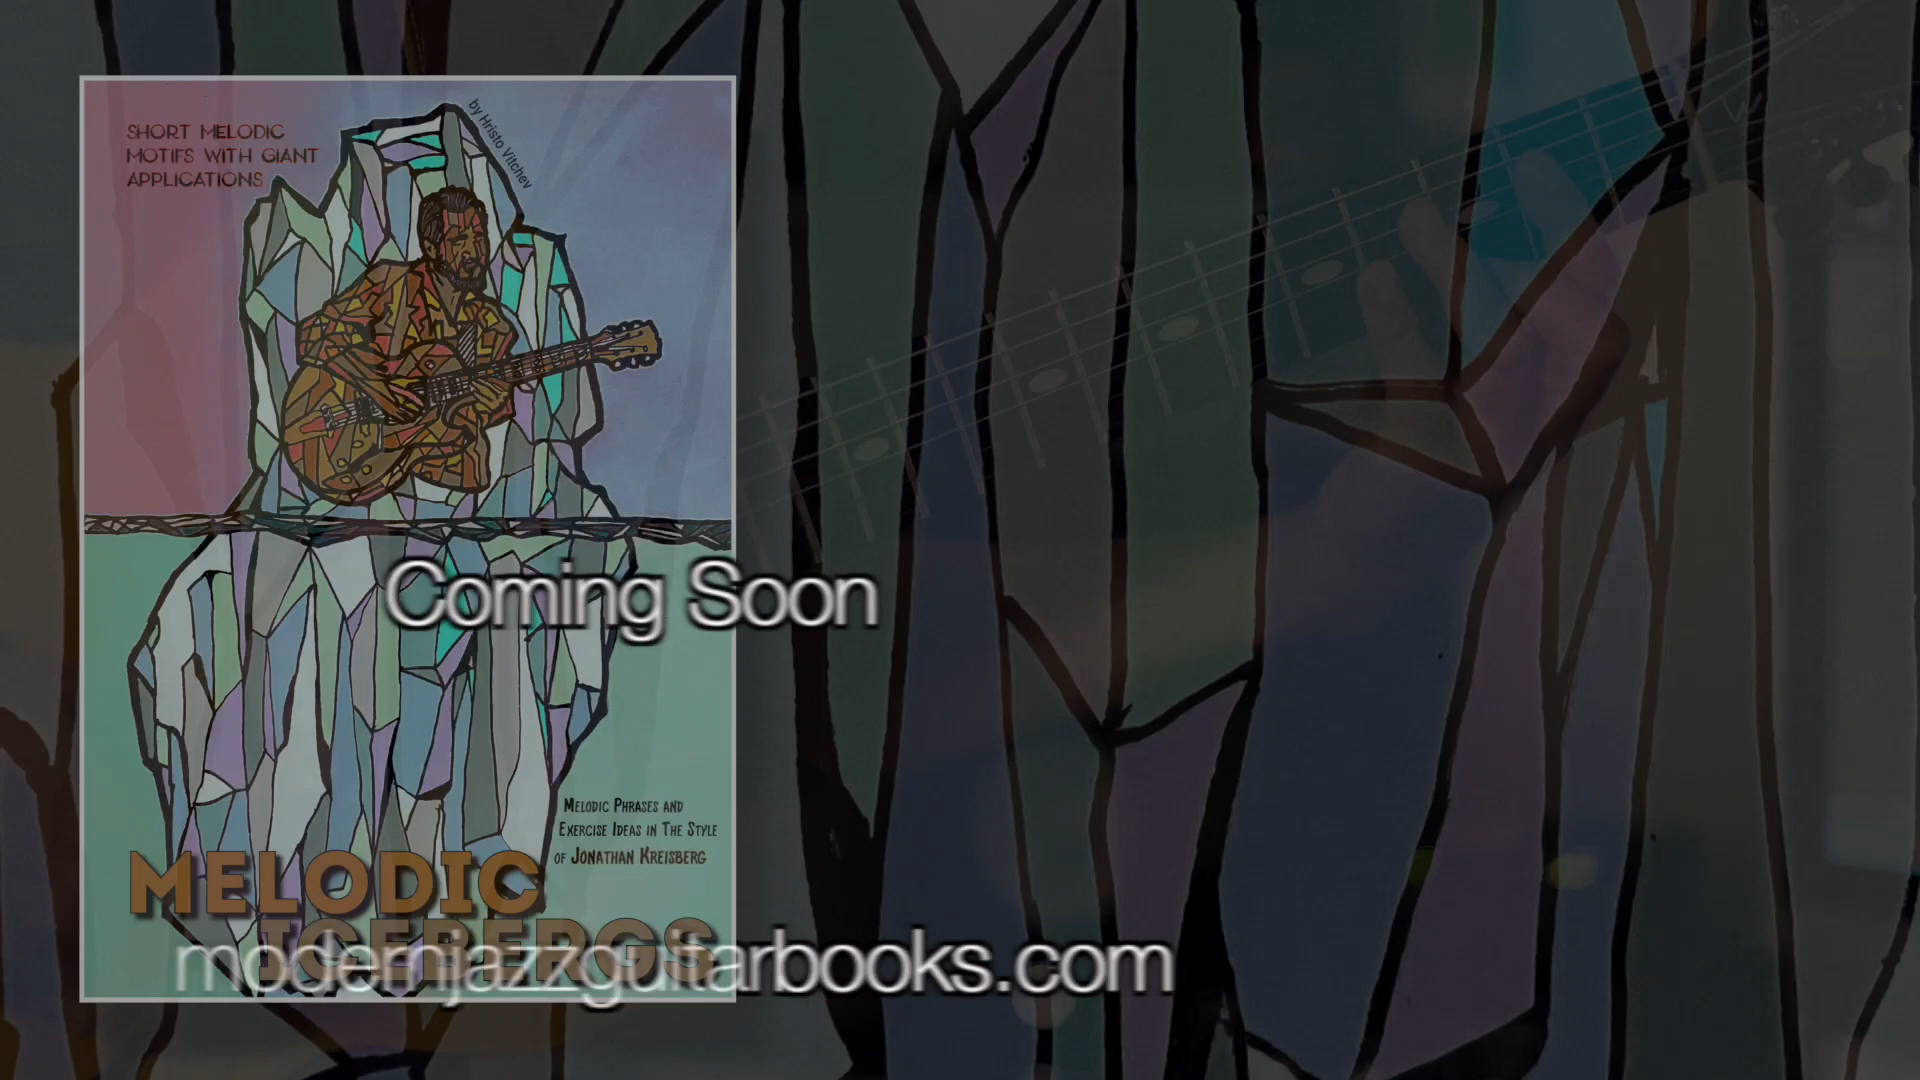 SHORT MELODIC
MOTIFS WITH GIANT
APPLICATIONS
by Hristo Vitchev
Coming Soon
MELODIC PHRASES AND
EXERCISE IDEAS IN THE STYLE
OF JONATHAN KREISBERG
MELODIC
ICEBERGS
modernjazzguitarbooks.com